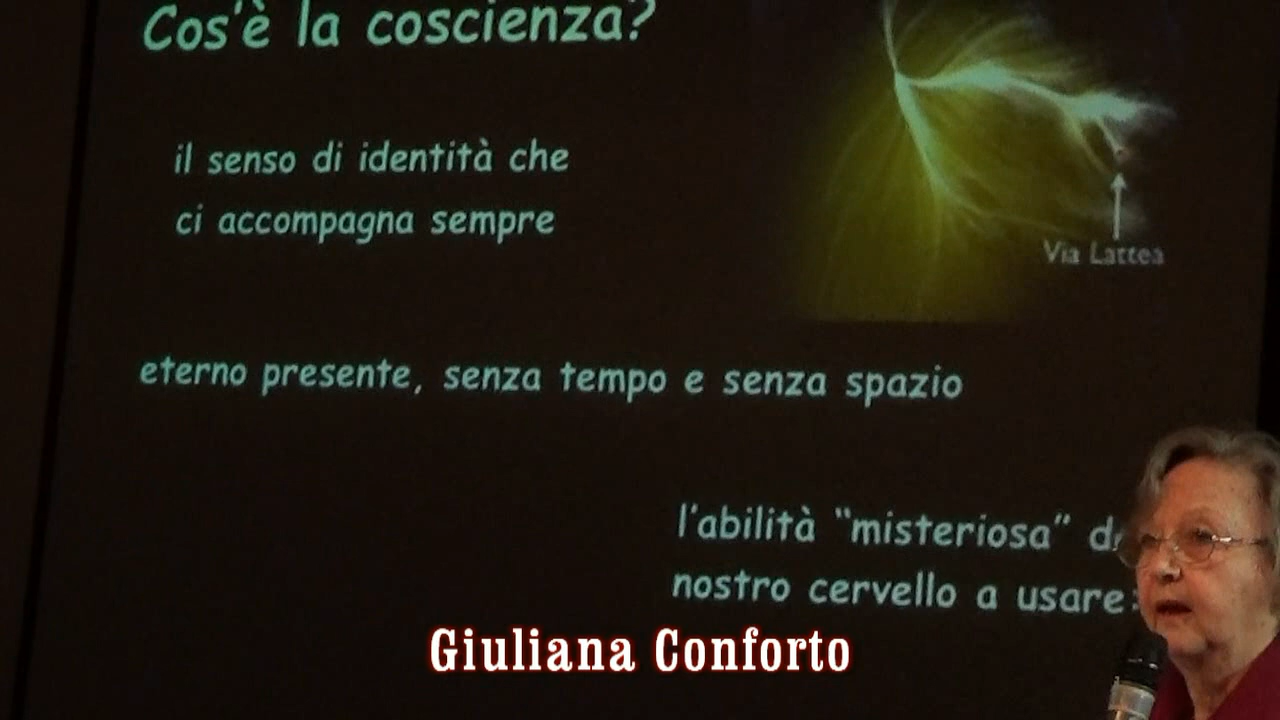 Cos'è la coscienza?
il senso di identità che
ci accompagna sempre
Via Lattea
eterno presente, senza tempo e senza spazio
l'abilità "misteriosa"
nostro cervello a usare:
Giuliana Conforto